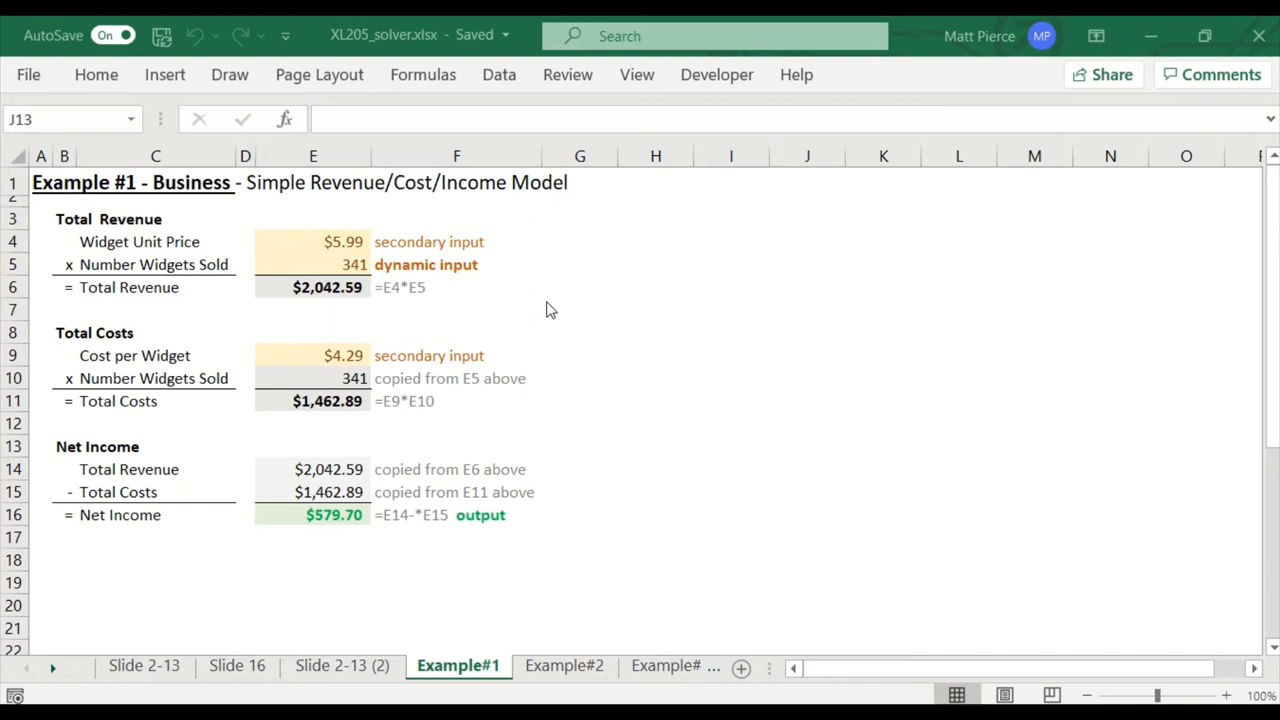 AutoSave On XL205_solver.xlsx - Saved Search Matt Pierce MP
File Home Insert Draw Page Layout Formulas Data Review View Developer Help Share Comments
J13 fx
A B C D E F G H I J K L M N O
1 Example #1 - Business - Simple Revenue/Cost/Income Model
2
3 Total Revenue
4 Widget Unit Price $5.99 secondary input
5 x Number Widgets Sold 341 dynamic input
6 = Total Revenue $2,042.59 =E4*E5
7
8 Total Costs
9 Cost per Widget $4.29 secondary input
10 x Number Widgets Sold 341 copied from E5 above
11 = Total Costs $1,462.89 =E9*E10
12
13 Net Income
14 Total Revenue $2,042.59 copied from E6 above
15 - Total Costs $1,462.89 copied from E11 above
16 = Net Income $579.70 =E14-*E15 output
17
18
19
20
21
22
Slide 2-13 Slide 16 Slide 2-13 (2) Example#1 Example#2 Example# ...
100%